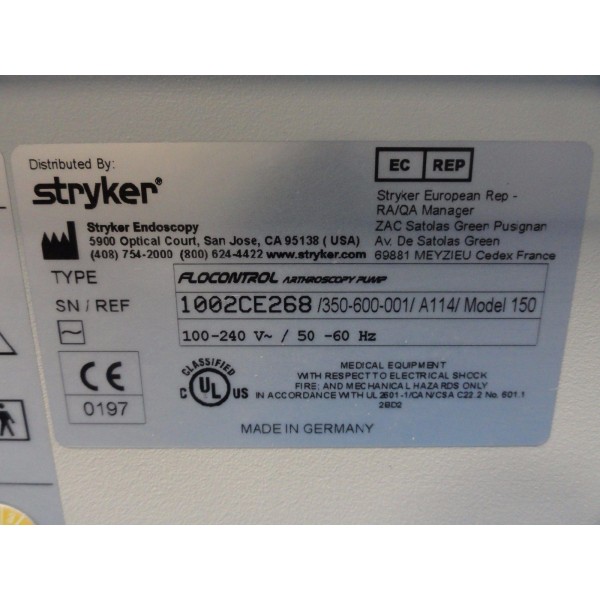 Distributed By:
stryker®
Stryker Endoscopy
5900 Optical Court, San Jose, CA 95138 ( USA)
(408) 754-2000 (800) 624-4422 www.stryker.com
EC REP
Stryker European Rep -
RA/QA Manager
ZAC Satolas Green Pusignan
Av. De Satolas Green
69881 MEYZIEU Cedex France
TYPE FLOCONTROL ARTHROSCOPY PUMP
SN / REF 1002CE268 /350-600-001/ A114/ Model 150
100-240 V~ / 50 -60 Hz
CE
0197
CLASSIFIED
C UL US
MEDICAL EQUIPMENT
WITH RESPECT TO ELECTRICAL SHOCK
FIRE; AND MECHANICAL HAZARDS ONLY
IN ACCORDANCE WITH UL 2601-1/CAN/CSA C22.2 No. 601.1
MADE IN GERMANY